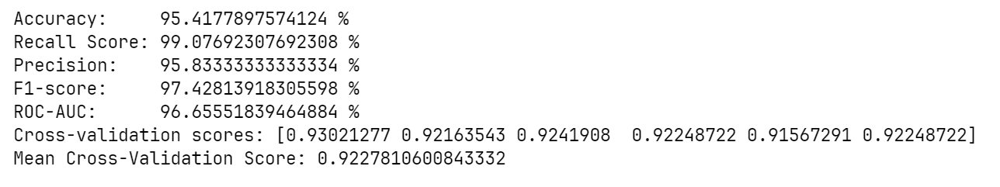 Accuracy:     95.4177897574124 %
Recall Score: 99.07692307692308 %
Precision:    95.83333333333334 %
F1-score:     97.42813918305598 %
ROC-AUC:      96.65551839464884 %
Cross-validation scores: [0.93021277 0.92163543 0.9241908  0.92248722 0.91567291 0.92248722]
Mean Cross-Validation Score: 0.9227810600843332